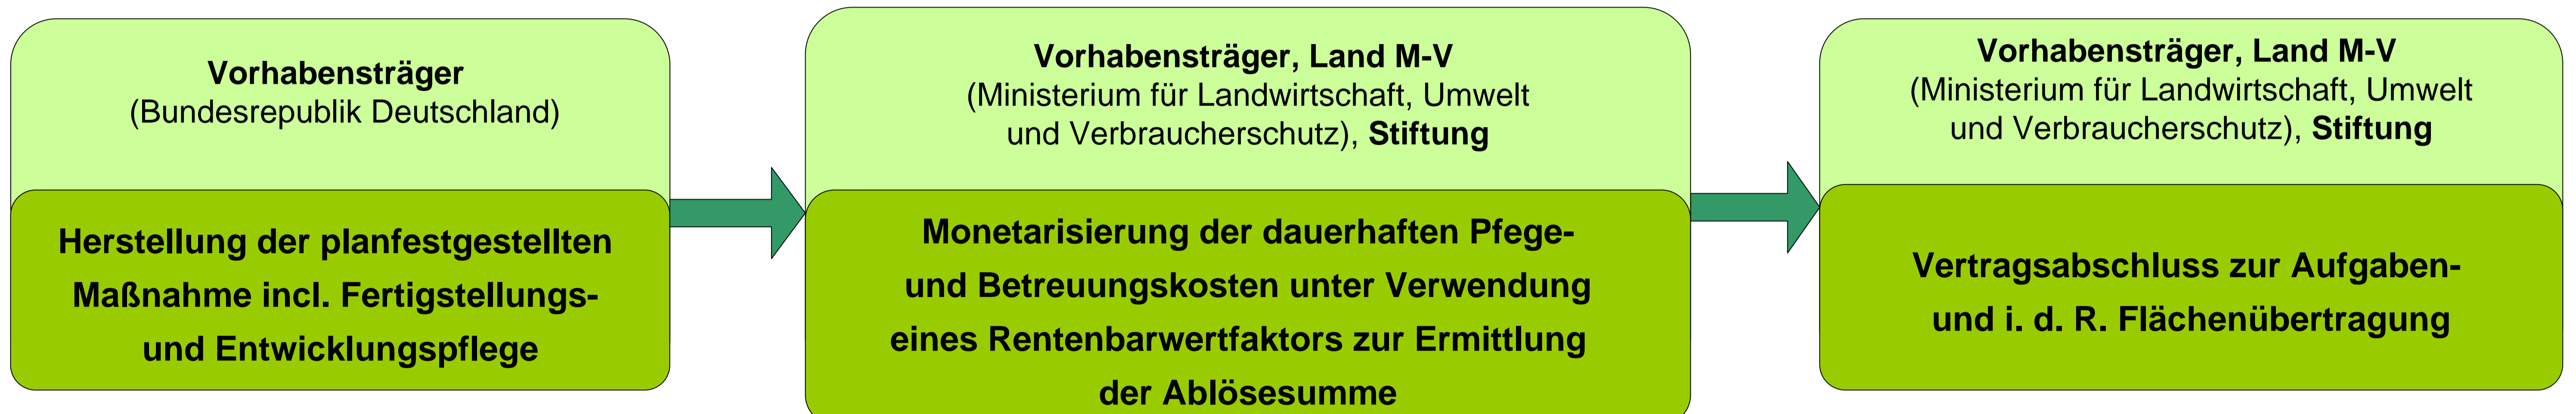 Vorhabensträger
(Bundesrepublik Deutschland)
Herstellung der planfestgestellten
Maßnahme incl. Fertigstellungs-
und Entwicklungspflege
Vorhabensträger, Land M-V
(Ministerium für Landwirtschaft, Umwelt
und Verbraucherschutz), Stiftung
Monetarisierung der dauerhaften Pfege-
und Betreuungskosten unter Verwendung
eines Rentenbarwertfaktors zur Ermittlung
der Ablösesumme
Vorhabensträger, Land M-V
(Ministerium für Landwirtschaft, Umwelt
und Verbraucherschutz), Stiftung
Vertragsabschluss zur Aufgaben-
und i. d. R. Flächenübertragung